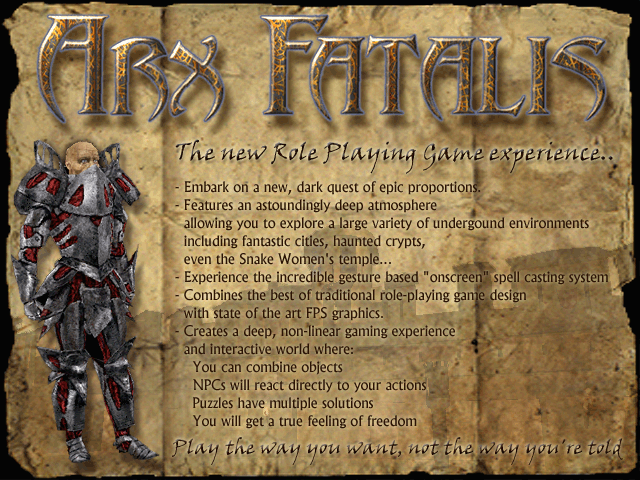 ARX FATALIS
The new Role Playing Game experience..
- Embark on a new, dark quest of epic proportions.
- Features an astoundingly deep atmosphere
allowing you to explore a large variety of undergound environments
including fantastic citles, haunted crypts,
even the Snake Women's temple...
- Experience the incredible gesture based "onscreen" spell casting system
- Combines the best of traditional role-playing game design
with state of the art FPS graphics.
- Creates a deep, non-linear gaming experience
and interactive world where:
You can combine objects
NPCs will react directly to your actions
Puzzles have multiple solutions
You will get a true feeling of freedom
Play the way you want, not the way you're told